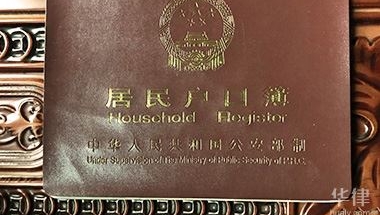 居民户口簿
Household Register
中华人民共和国公安部制
Under Supervision of The Ministry of Public Security of P.R.C.
华律